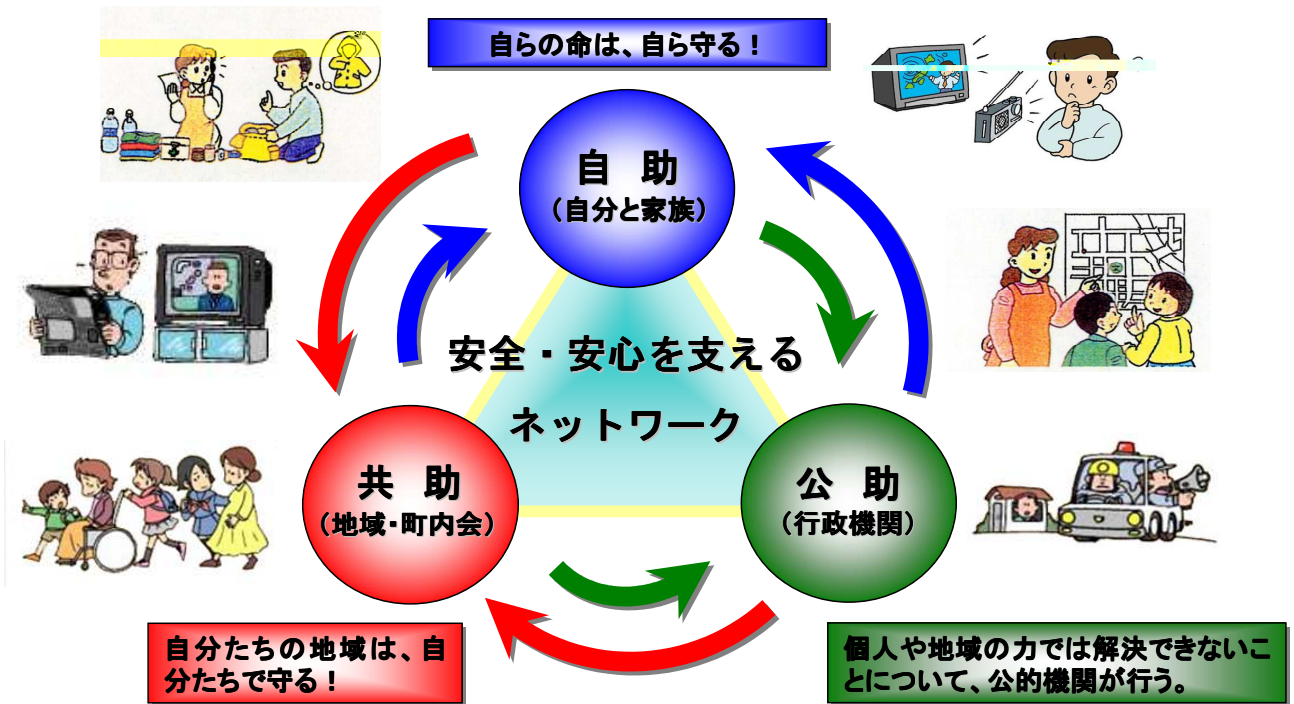 自らの命は、自ら守る！
自　助
（自分と家族）
安全・安心を支える
ネットワーク
共　助
（地域・町内会）
公　助
（行政機関）
自分たちの地域は、自
分たちで守る！
個人や地域の力では解決できないこ
とについて、公的機関が行う。